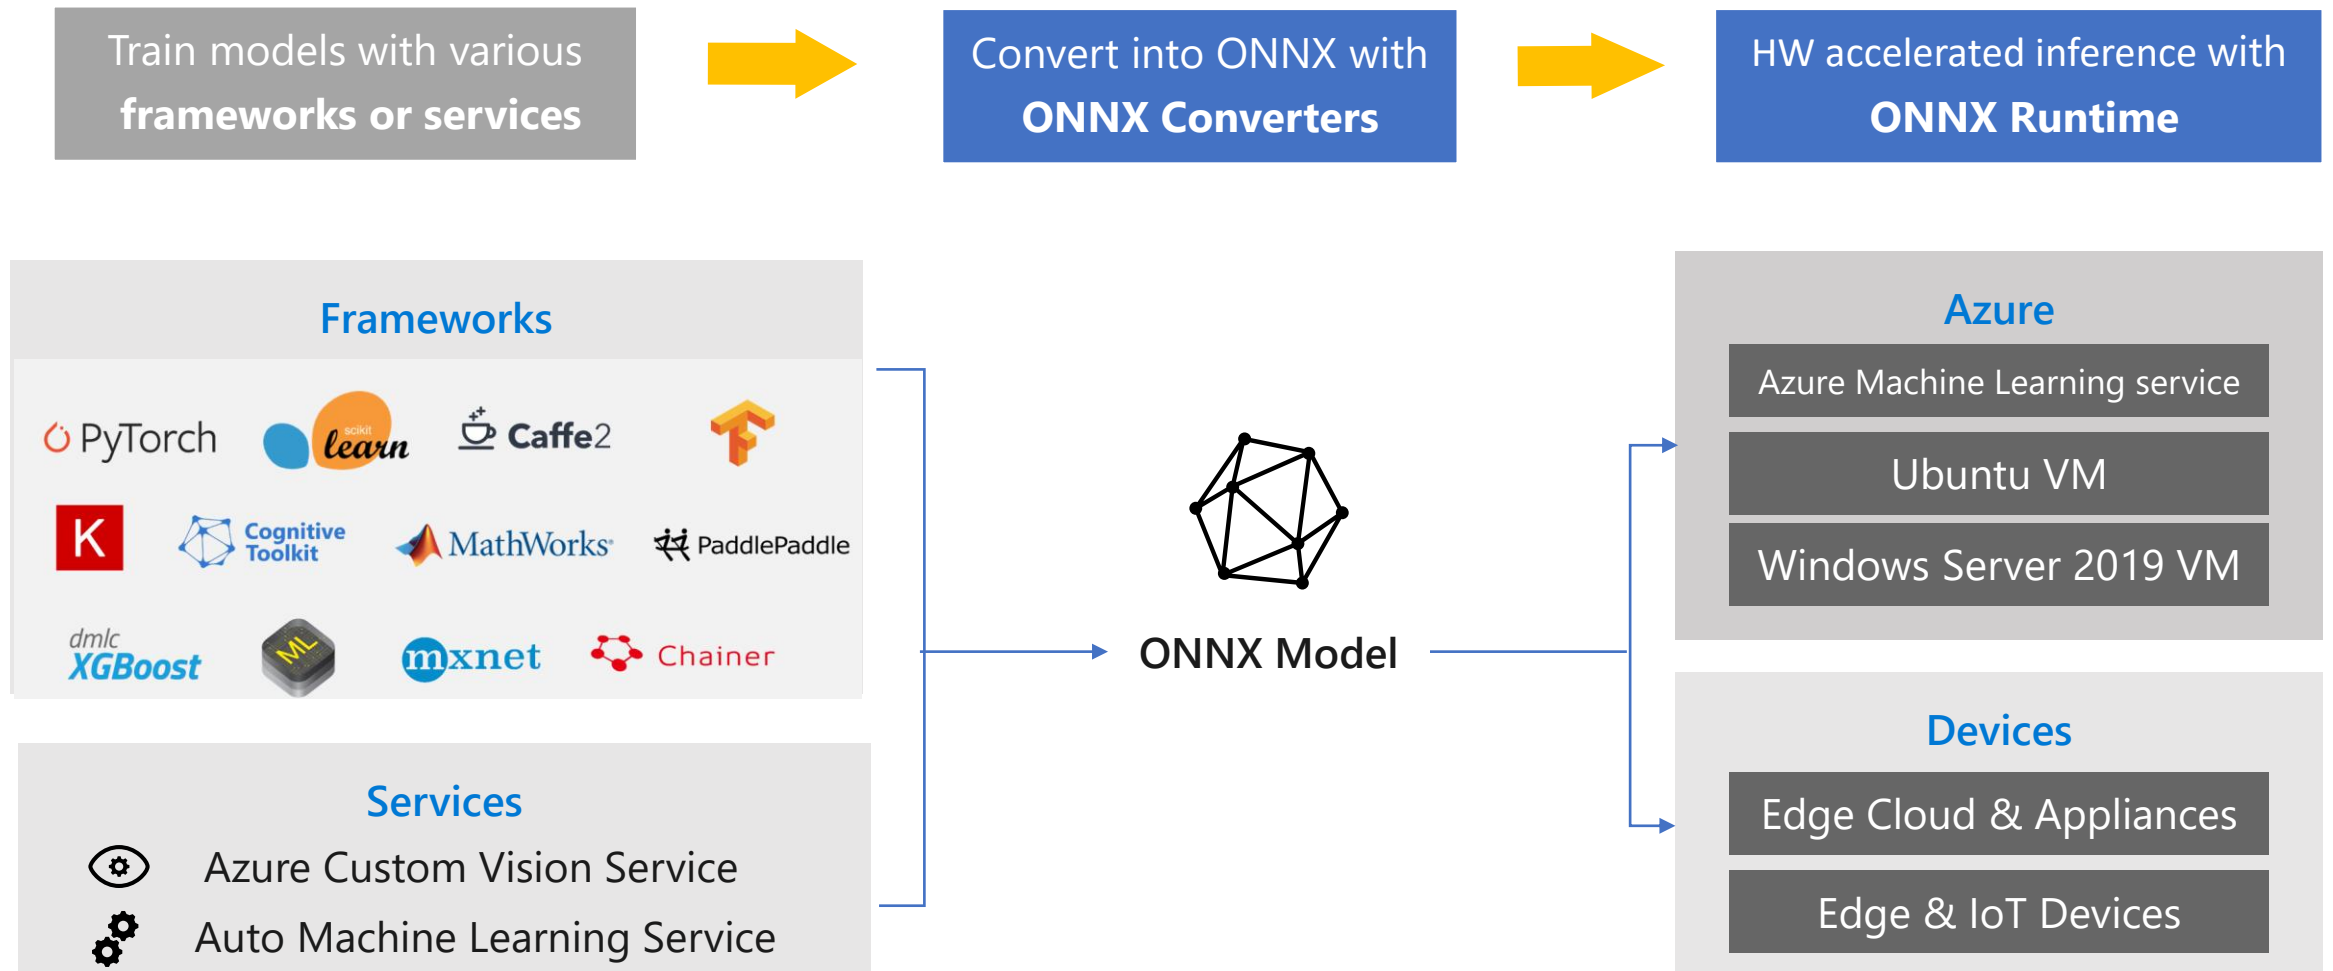 Train models with various
frameworks or services
Convert into ONNX with
ONNX Converters
HW accelerated inference with
ONNX Runtime
Frameworks
PyTorch
scikit
learn
Caffe2
K
Cognitive
Toolkit
MathWorks
PaddlePaddle
dmlc
XGBoost
ML
mxnet
Chainer
Services
Azure Custom Vision Service
Auto Machine Learning Service
ONNX Model
Azure
Azure Machine Learning service
Ubuntu VM
Windows Server 2019 VM
Devices
Edge Cloud & Appliances
Edge & IoT Devices